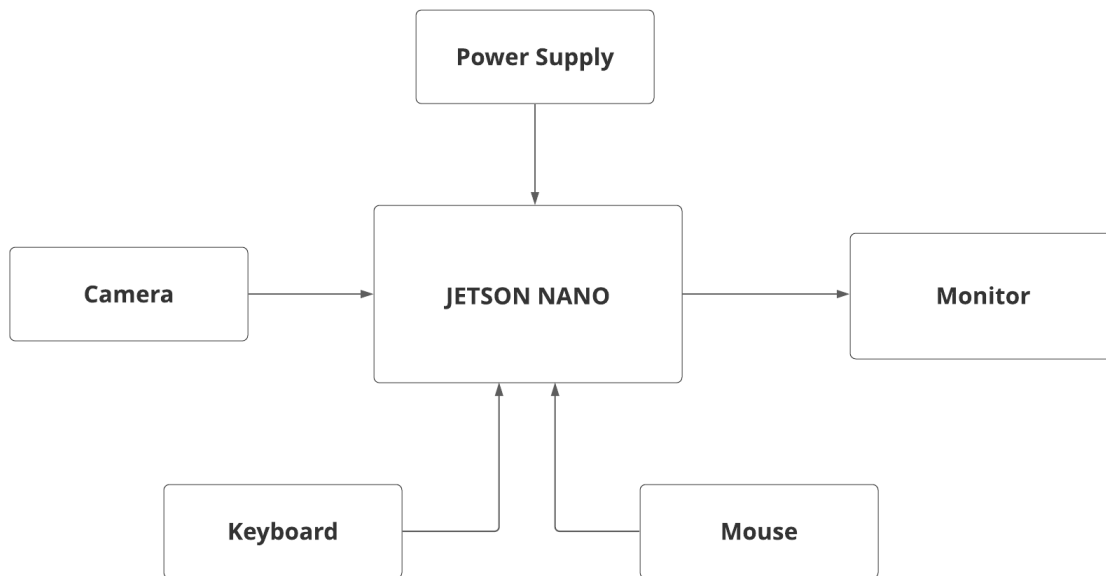 Power Supply
Camera
JETSON NANO
Monitor
Keyboard
Mouse